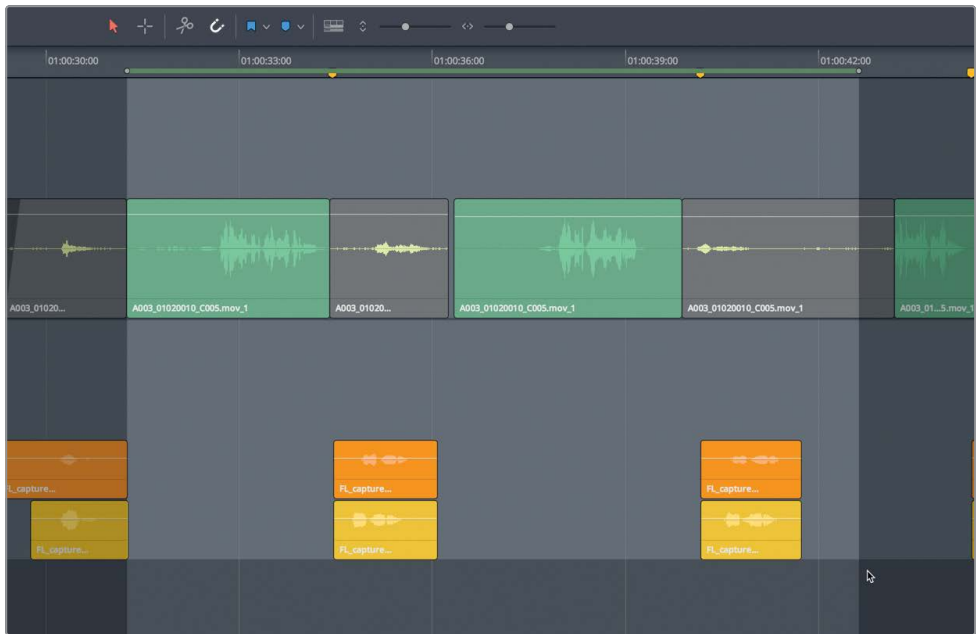 01:00:30:00 01:00:33:00 01:00:36:00 01:00:39:00 01:00:42:00
A003_01020... A003_01020010_C005.mov_1 A003_01020... A003_01020010_C005.mov_1 A003_01020010_C005.mov_1 A003_01...5.mov_1
FL_capture... FL_capture... FL_capture...
FL_capture... FL_capture... FL_capture...